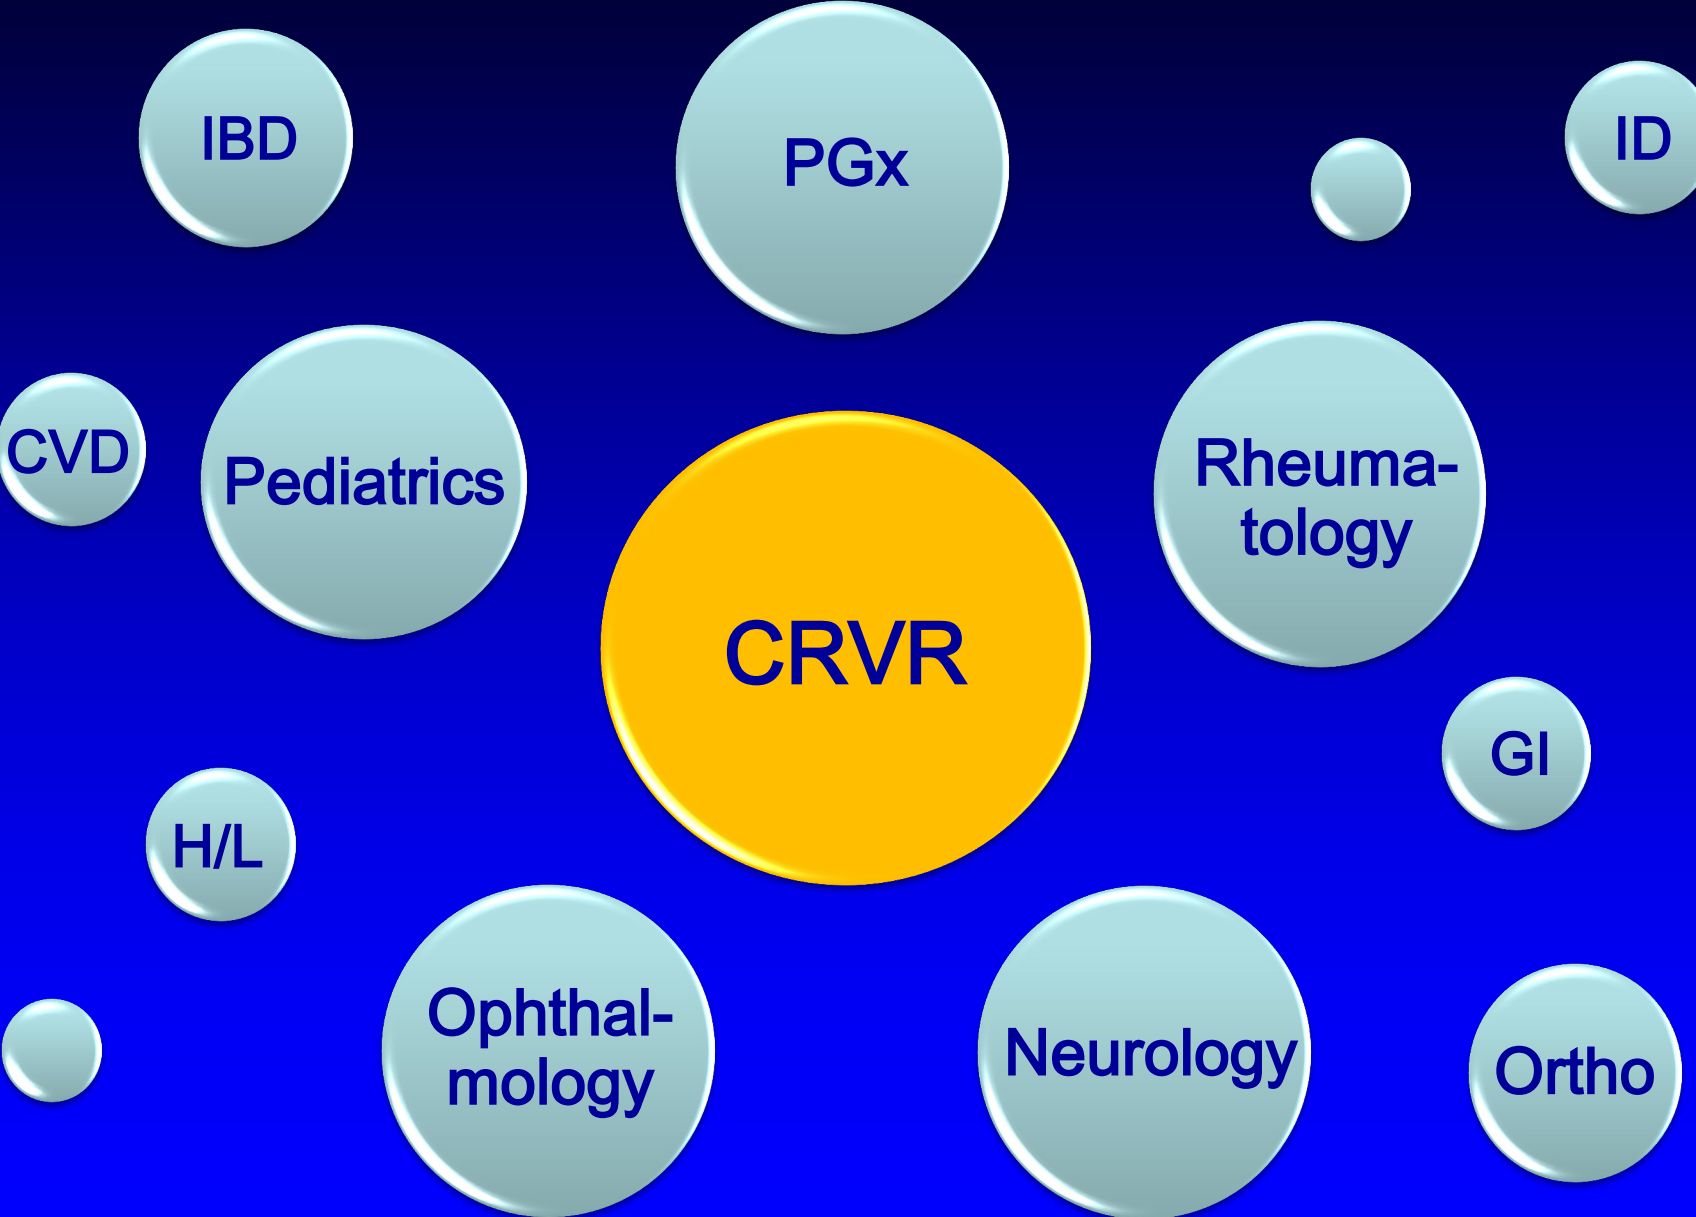 IBD
PGx
ID
CVD
Pediatrics
Rheuma-
tology
CRVR
GI
H/L
Ophthal-
mology
Neurology
Ortho